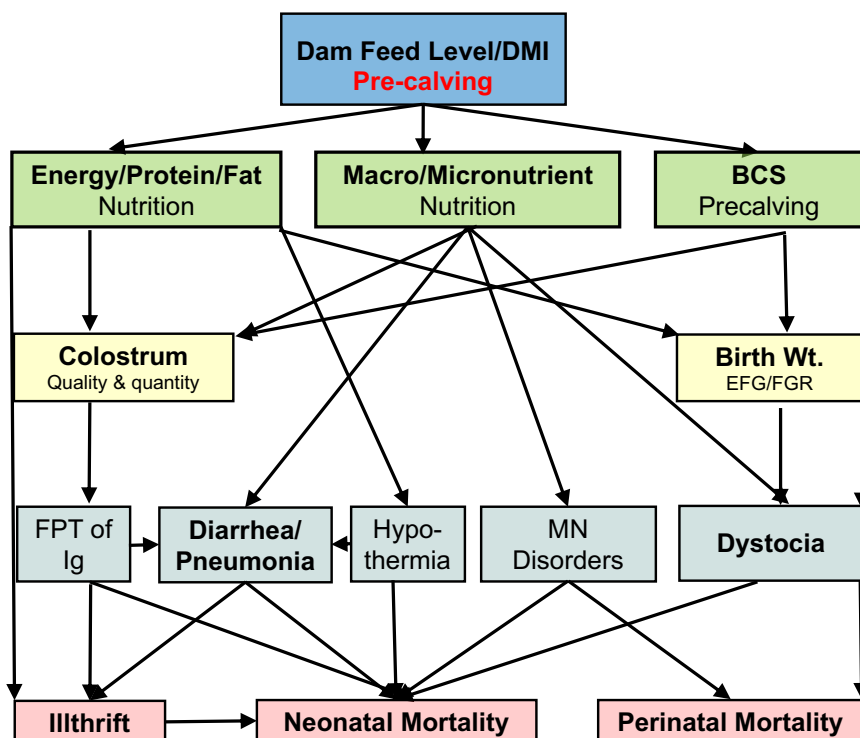 Dam Feed Level/DMI
Pre-calving
Energy/Protein/Fat
Nutrition
Macro/Micronutrient
Nutrition
BCS
Precalving
Colostrum
Quality & quantity
Birth Wt.
EFG/FGR
FPT of
Ig
Diarrhea/
Pneumonia
Hypo-
thermia
MN
Disorders
Dystocia
Illthrift
Neonatal Mortality
Perinatal Mortality